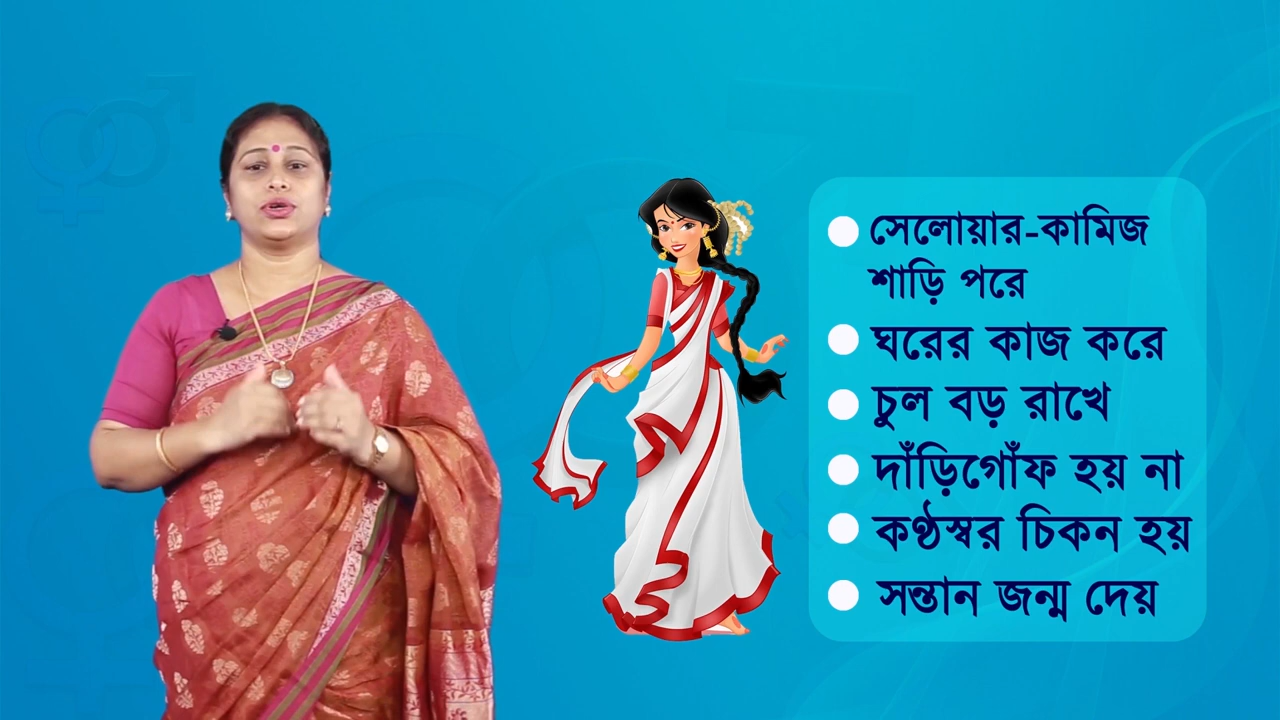 সেলোয়ার-কামিজ
শাড়ি পরে
ঘরের কাজ করে
চুল বড় রাখে
দাঁড়িগোঁফ হয় না
কণ্ঠস্বর চিকন হয়
সন্তান জন্ম দেয়